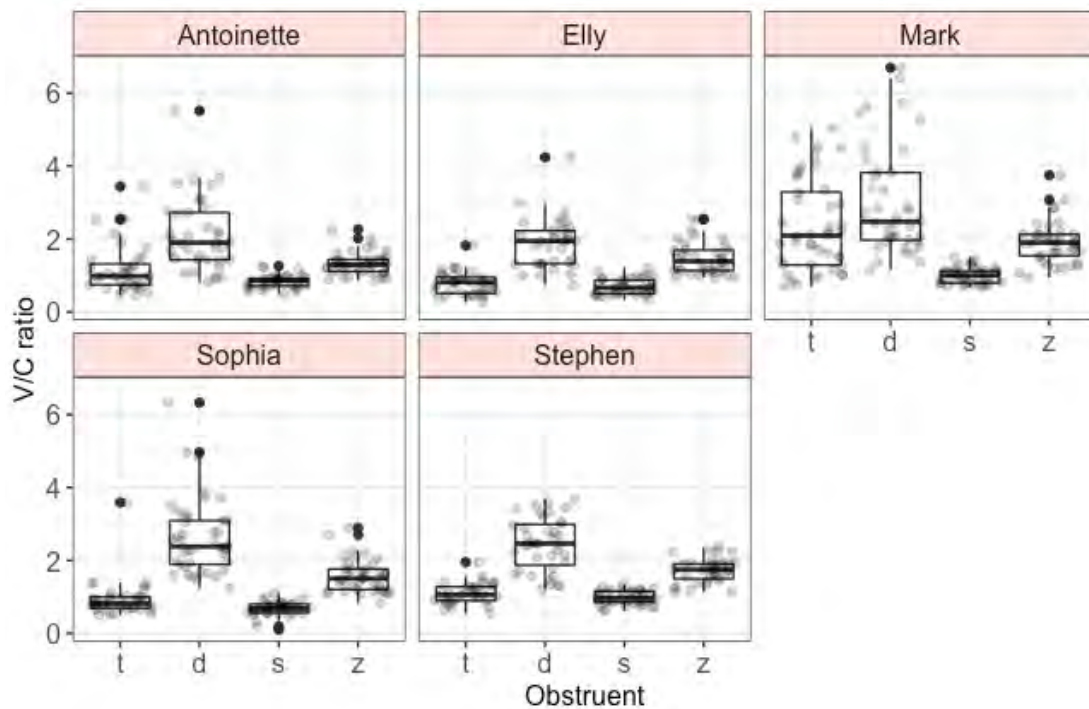 Antoinette
Elly
Mark
6
4
2
0
t
d
s
z
Sophia
Stephen
6
4
2
0
t
d
s
z
t
d
s
z
V/C ratio
Obstruent